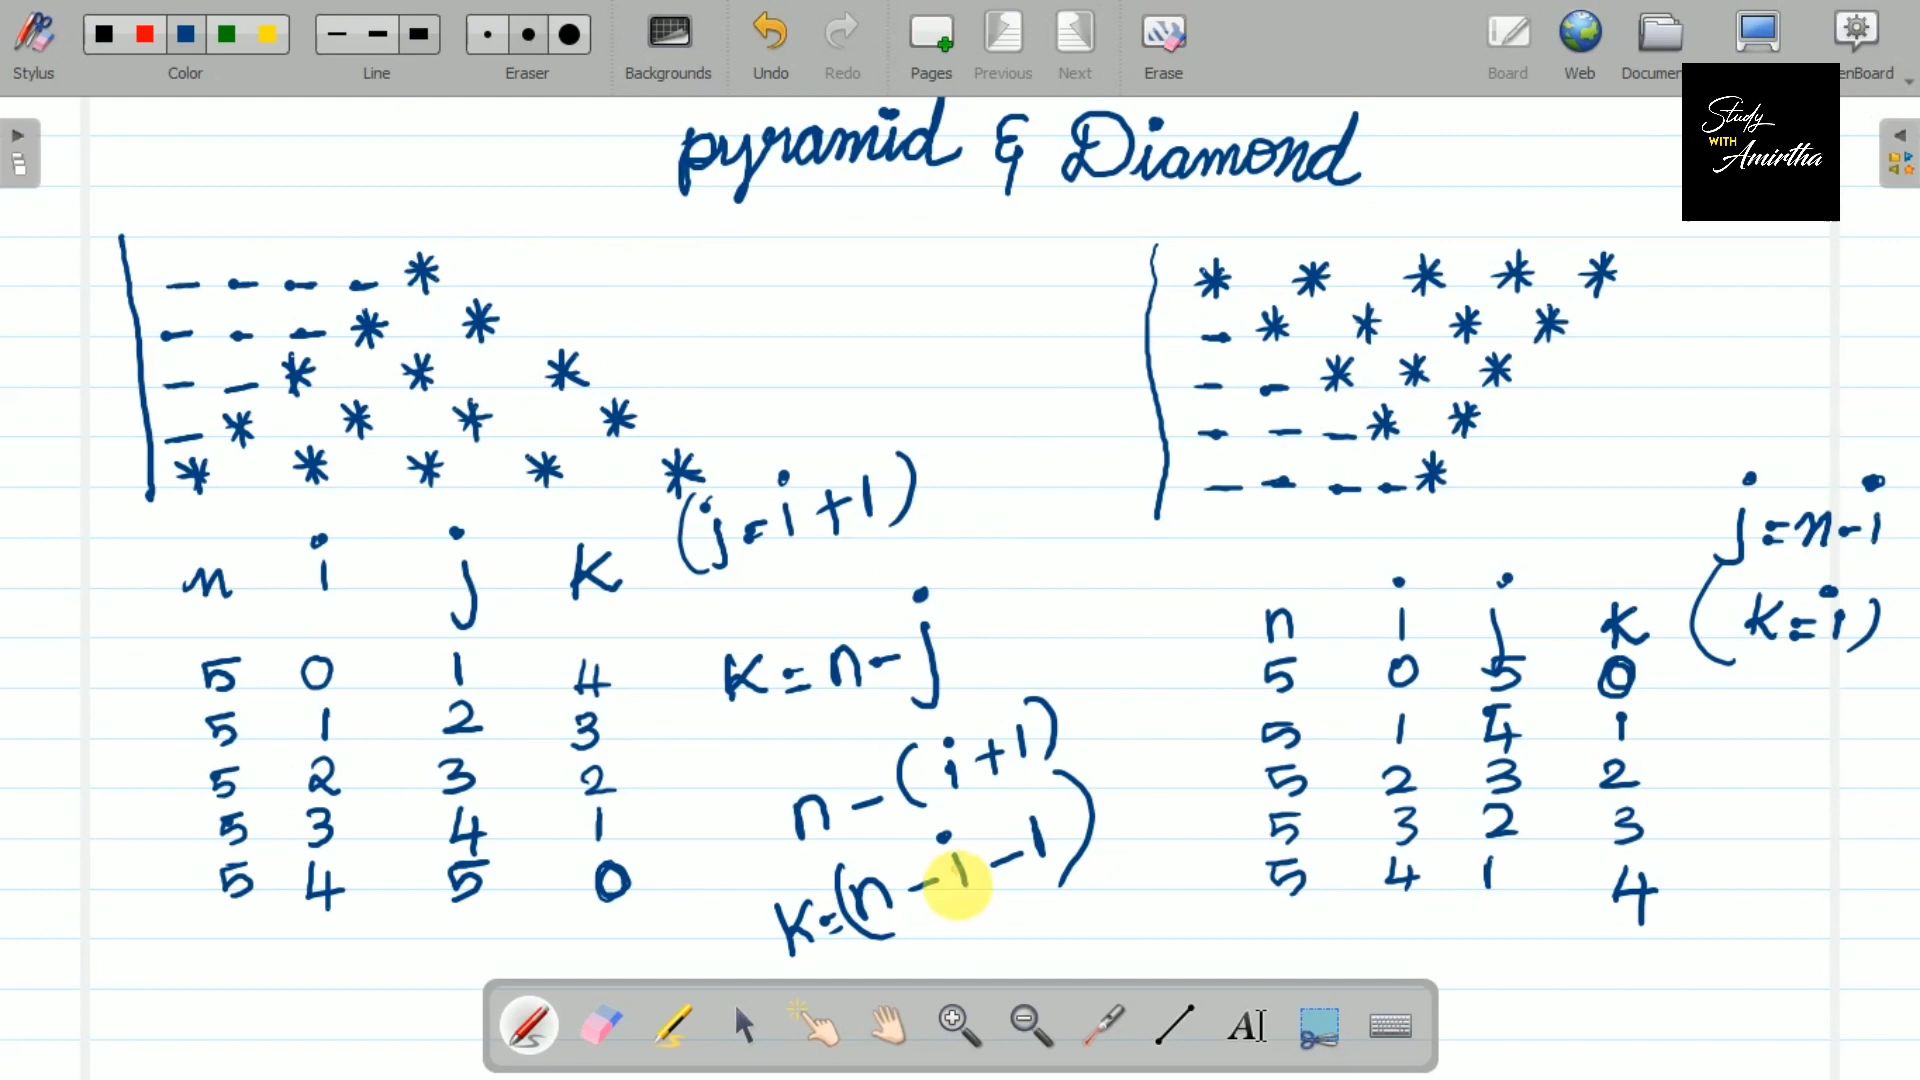 Stylus
Color
Line
Eraser
Backgrounds
Undo
Redo
Pages
Previous
Next
Erase
Board
Web
Documen
enBoard
Study
WITH
Amirtha
pyramid & Diamond
- - - - *
- - - * *
- - * * *
- * * * *
* * * * *
(j=i+1)
n i j K
5 0 1 4
5 1 2 3
5 2 3 2
5 3 4 1
5 4 5 0
K=n-j
n-(i+1)
K=(n-i-1)
* * * * *
- * * * *
- - * * *
- - - * *
- - - - *
j=n-i
(K=i)
n i j K
5 0 5 0
5 1 4 1
5 2 3 2
5 3 2 3
5 4 1 4
AI